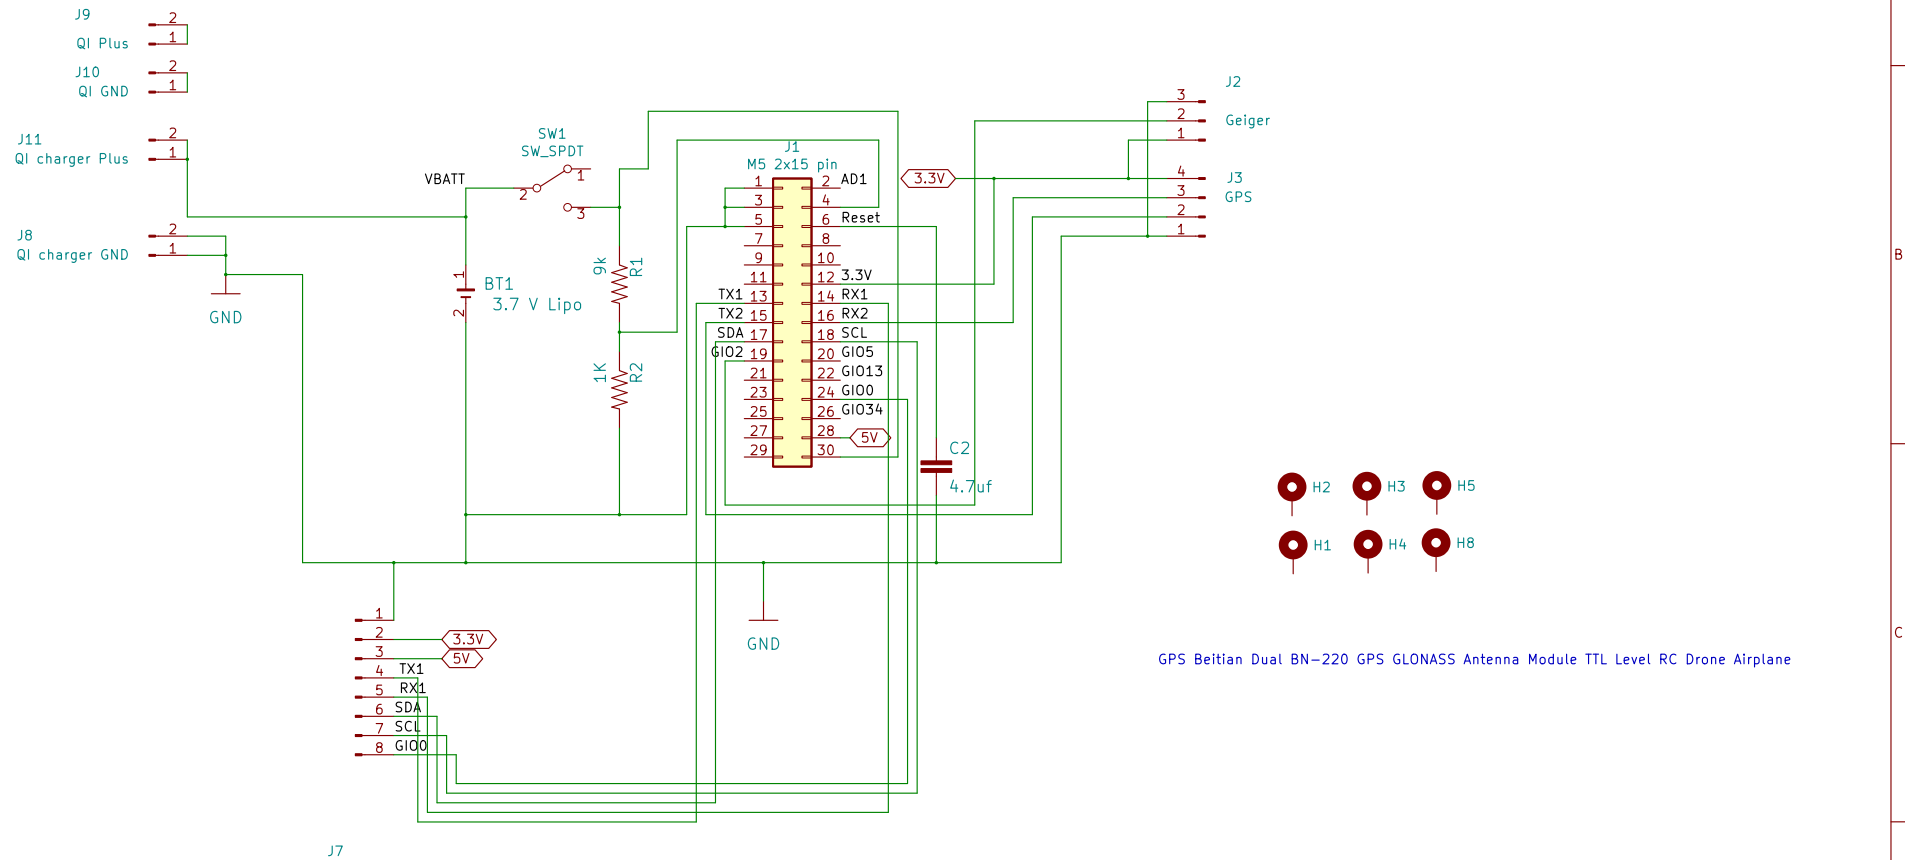 J9
2
QI Plus
1
J10
2
QI GND
1
J11
2
QI charger Plus
1
J8
2
QI charger GND
1
GND
VBATT
SW1
SW_SPDT
1
2
3
1
BT1
3.7 V Lipo
2
9k
R1
1K
R2
J1
M5 2x15 pin
1
2
AD1
3
4
5
6
Reset
7
8
9
10
11
12
3.3V
TX1
13
14
RX1
TX2
15
16
RX2
SDA
17
18
SCL
GIO2
19
20
GIO5
21
22
GIO13
23
24
GIO0
25
26
GIO34
27
28
5V
29
30
3.3V
C2
4.7uf
GND
J2
3
2
Geiger
1
4
J3
3
GPS
2
1
B
C
H2
H3
H5
H1
H4
H8
GPS Beitian Dual BN-220 GPS GLONASS Antenna Module TTL Level RC Drone Airplane
1
2
3.3V
3
5V
4
TX1
5
RX1
6
SDA
7
SCL
8
GIO0
J7